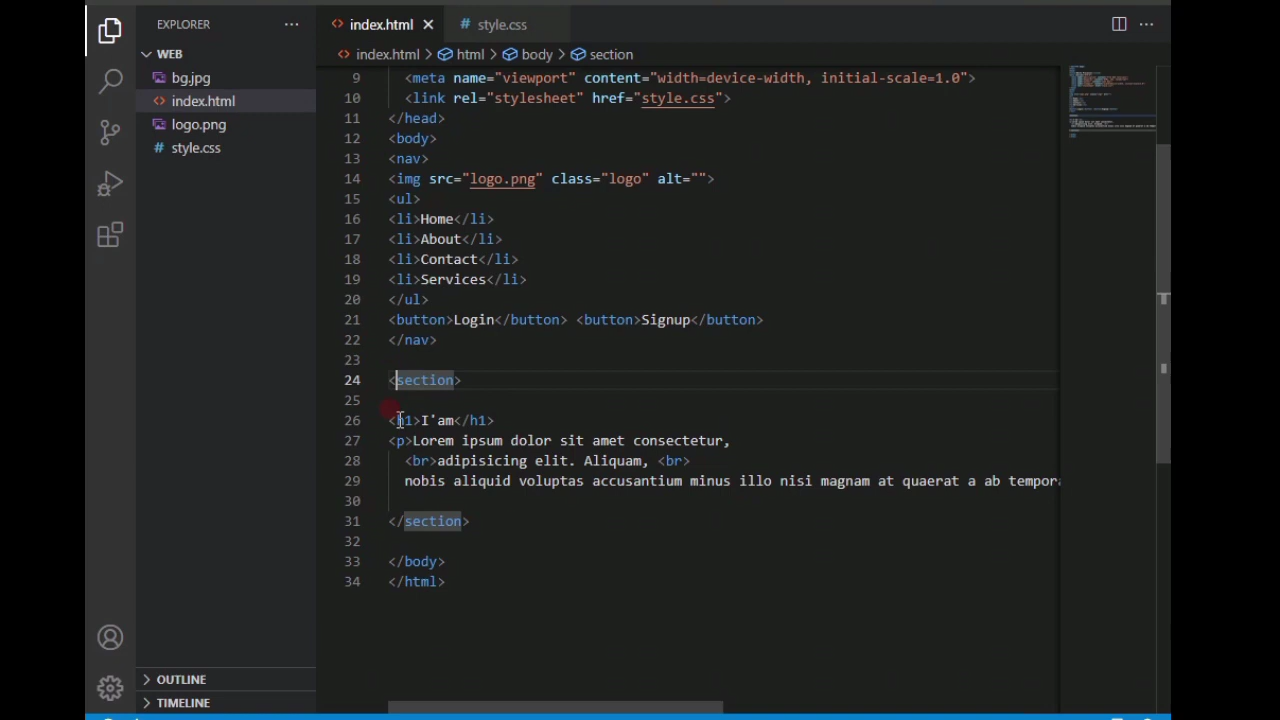 EXPLORER
index.html
style.css
WEB
index.html > html > body > section
bg.jpg
index.html
logo.png
style.css
9 <meta name="viewport" content="width=device-width, initial-scale=1.0">
10 <link rel="stylesheet" href="style.css">
11 </head>
12 <body>
13 <nav>
14 <img src="logo.png" class="logo" alt="">
15 <ul>
16 <li>Home</li>
17 <li>About</li>
18 <li>Contact</li>
19 <li>Services</li>
20 </ul>
21 <button>Login</button> <button>Signup</button>
22 </nav>
23
24 <section>
25
26 <h1>I'am</h1>
27 <p>Lorem ipsum dolor sit amet consectetur,
28 <br>adipisicing elit. Aliquam, <br>
29 nobis aliquid voluptas accusantium minus illo nisi magnam at quaerat a ab tempora
30
31 </section>
32
33 </body>
34 </html>
OUTLINE
TIMELINE